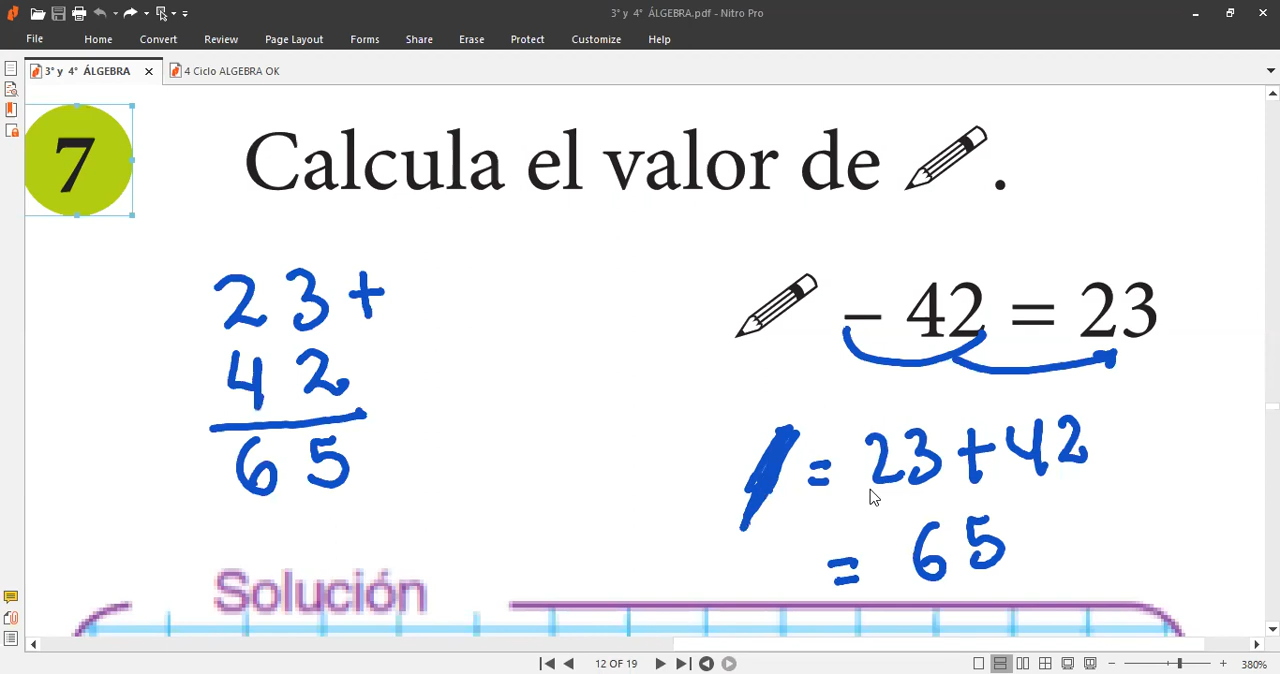 3° y 4° ÁLGEBRA.pdf - Nitro Pro
File Home Convert Review Page Layout Forms Share Erase Protect Customize Help
3° y 4° ÁLGEBRA
4 Ciclo ALGEBRA OK
7
Calcula el valor de .
23+
42
65
– 42 = 23
= 23+42
= 65
Solución
12 OF 19
380%